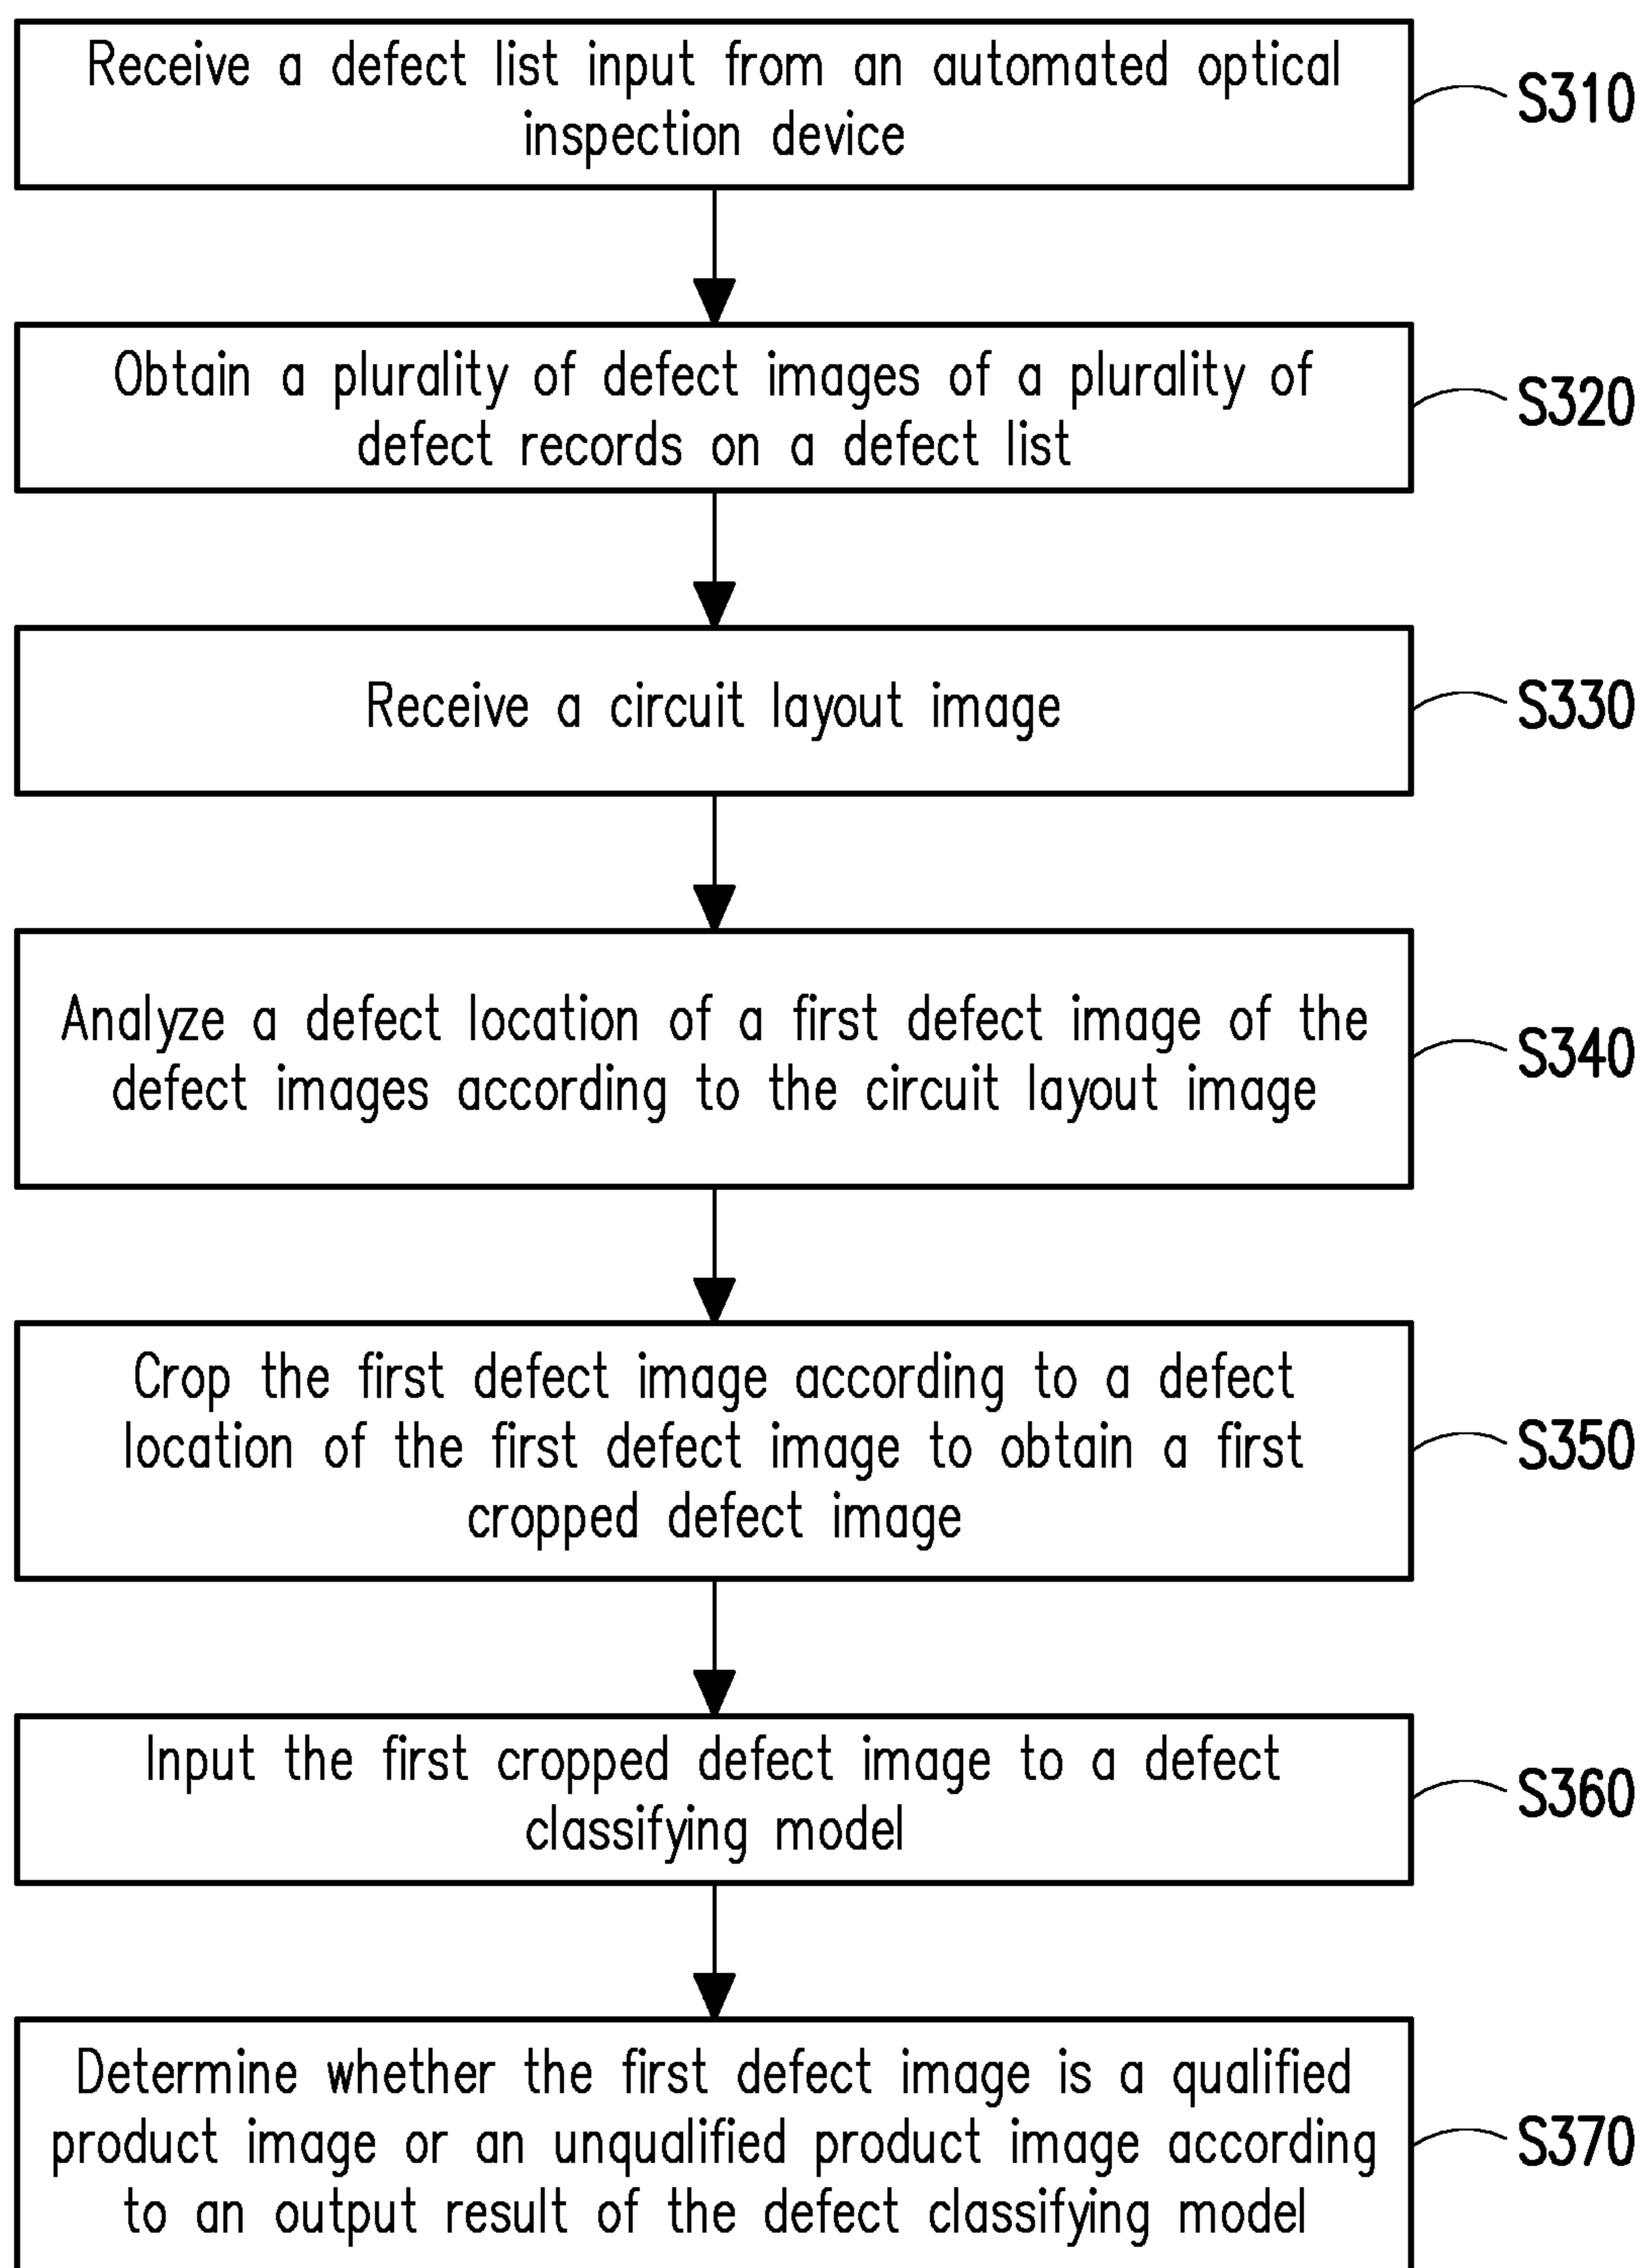 Receive a defect list input from an automated optical
inspection device
S310
Obtain a plurality of defect images of a plurality of
defect records on a defect list
S320
Receive a circuit layout image
S330
Analyze a defect location of a first defect image of the
defect images according to the circuit layout image
S340
Crop the first defect image according to a defect
location of the first defect image to obtain a first
cropped defect image
S350
Input the first cropped defect image to a defect
classifying model
S360
Determine whether the first defect image is a qualified
product image or an unqualified product image according
to an output result of the defect classifying model
S370